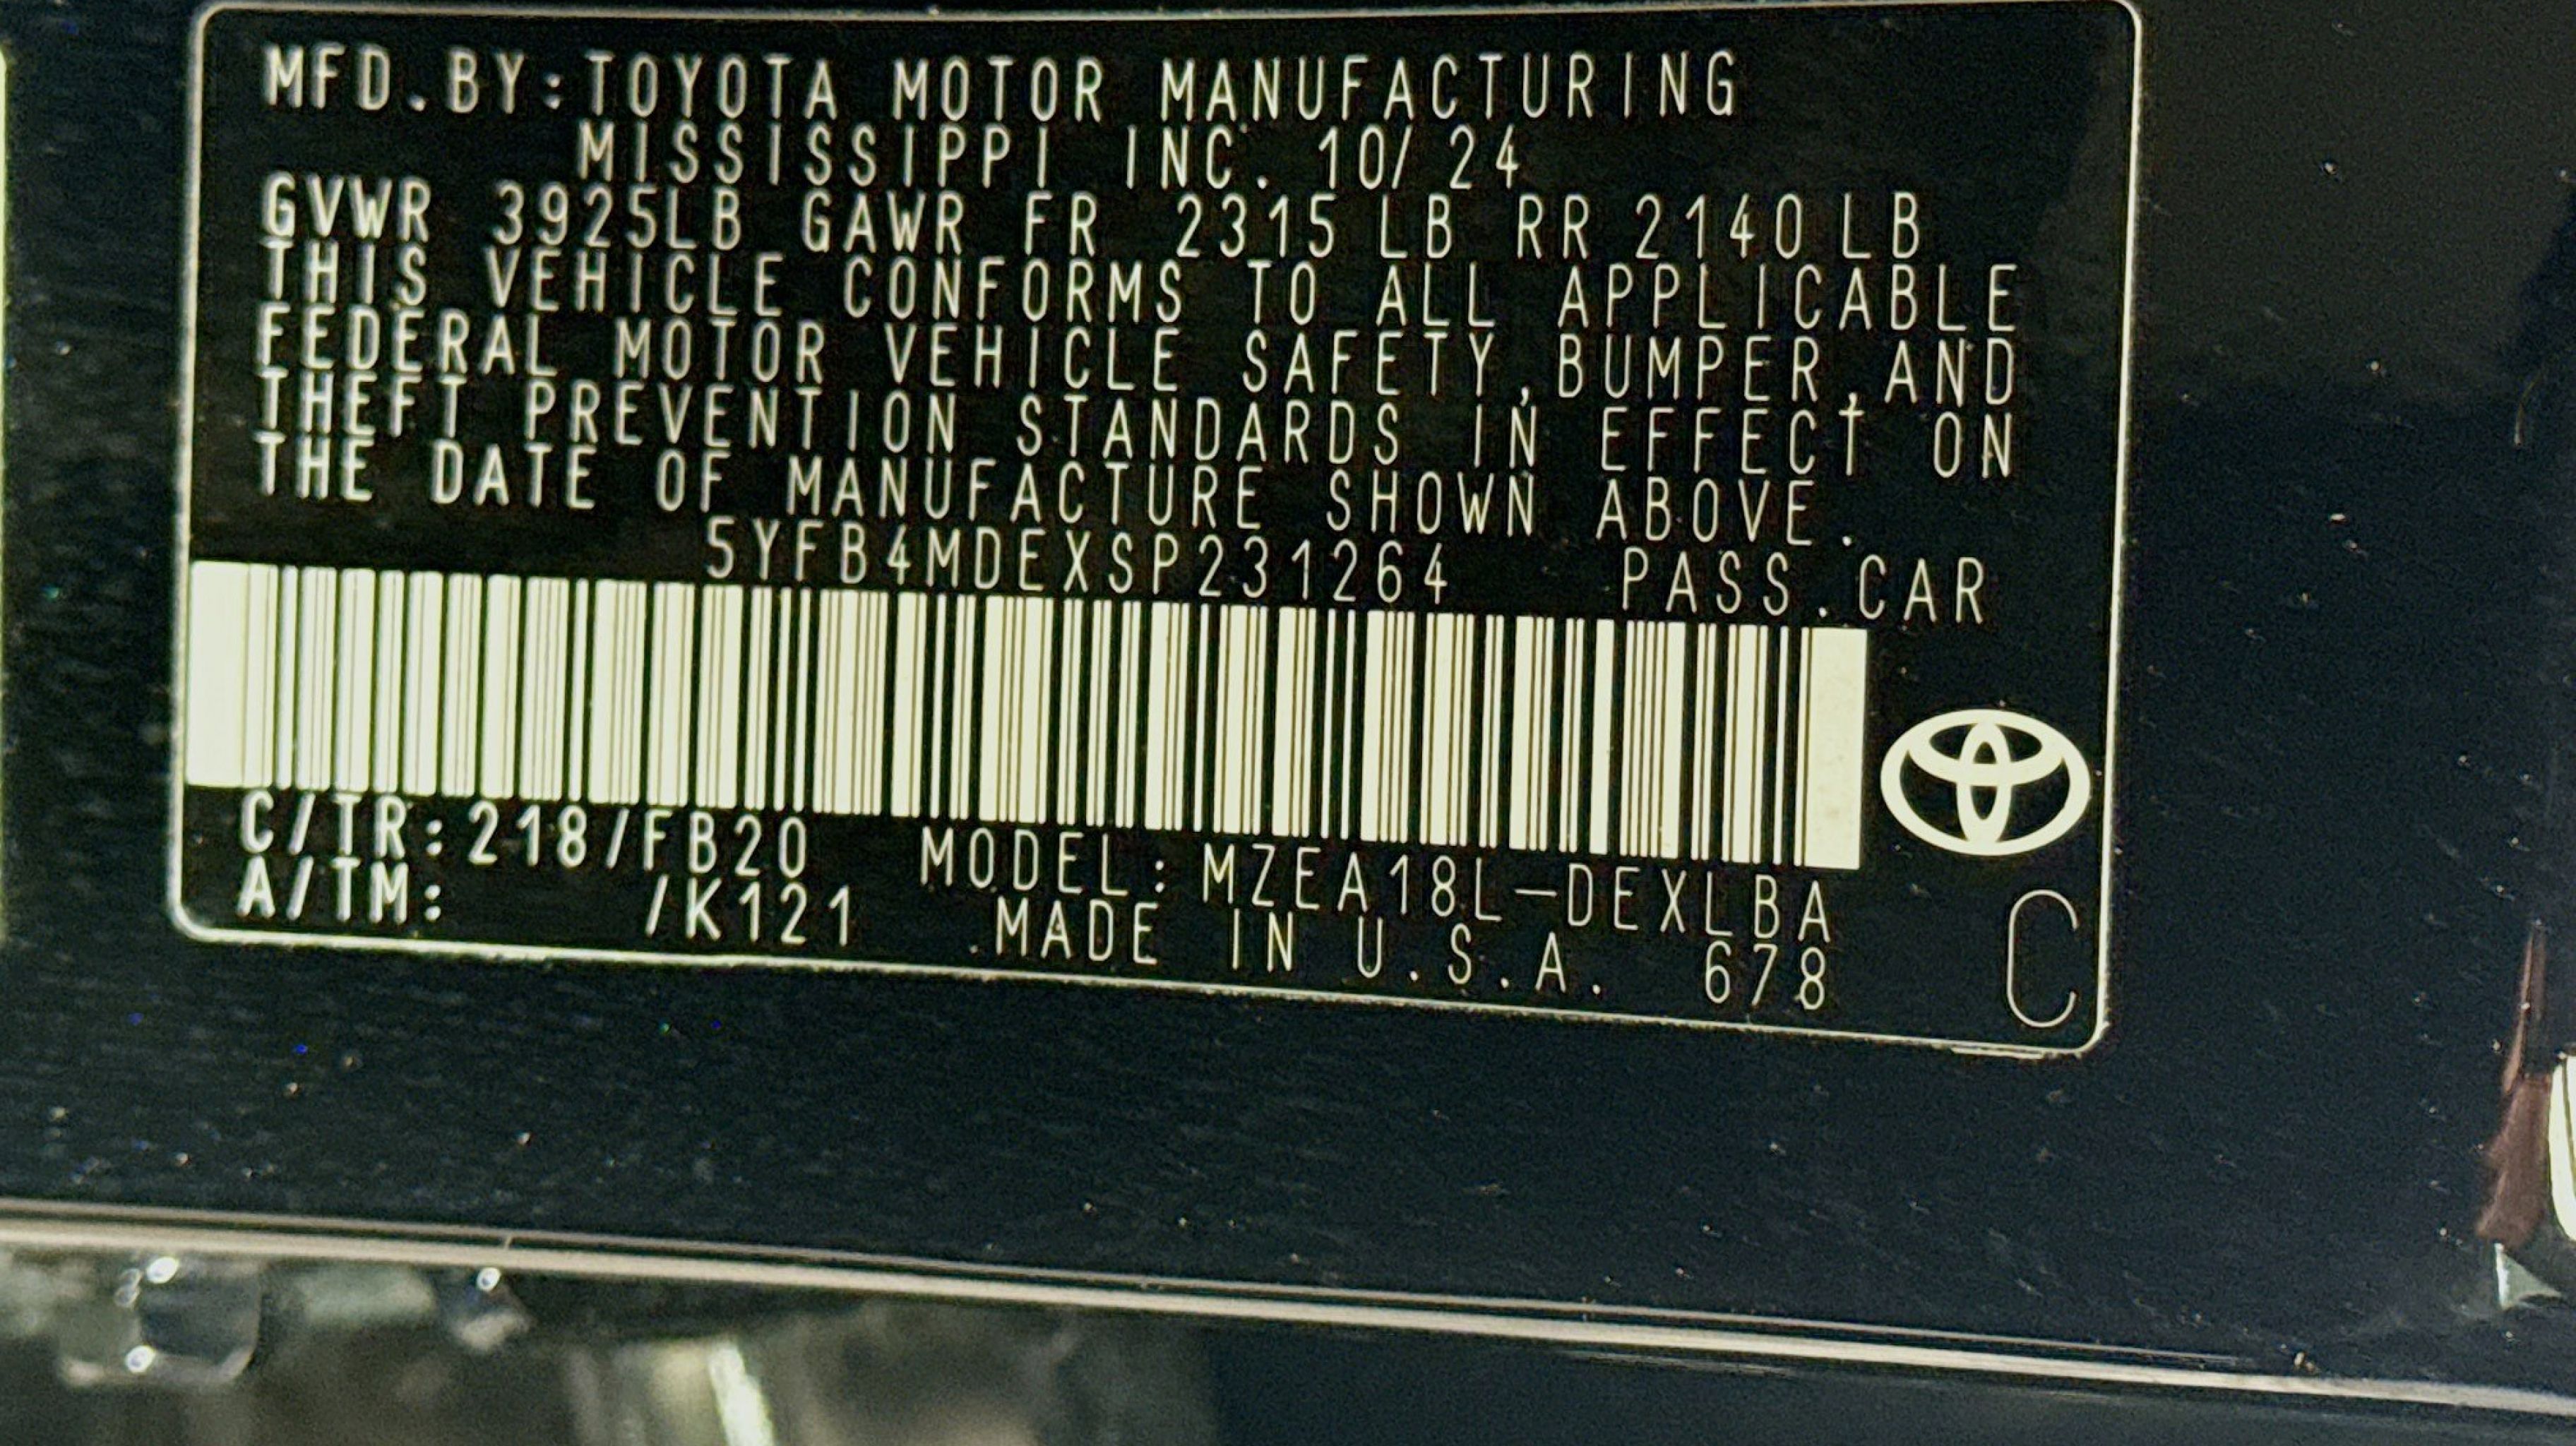 MFD.BY:TOYOTA MOTOR MANUFACTURING
MISSISSIPPI INC. 10/24
GVWR 3925LB GAWR FR 2315 LB RR 2140 LB
THIS VEHICLE CONFORMS TO ALL APPLICABLE
FEDERAL MOTOR VEHICLE SAFETY,BUMPER,AND
THEFT PREVENTION STANDARDS IN EFFECT ON
THE DATE OF MANUFACTURE SHOWN ABOVE.
5YFB4MDEXSP231264 PASS.CAR
C/TR:218/FB20 MODEL:MZEA18L-DEXLBA
A/TM: /K121 MADE IN U.S.A. 678
C